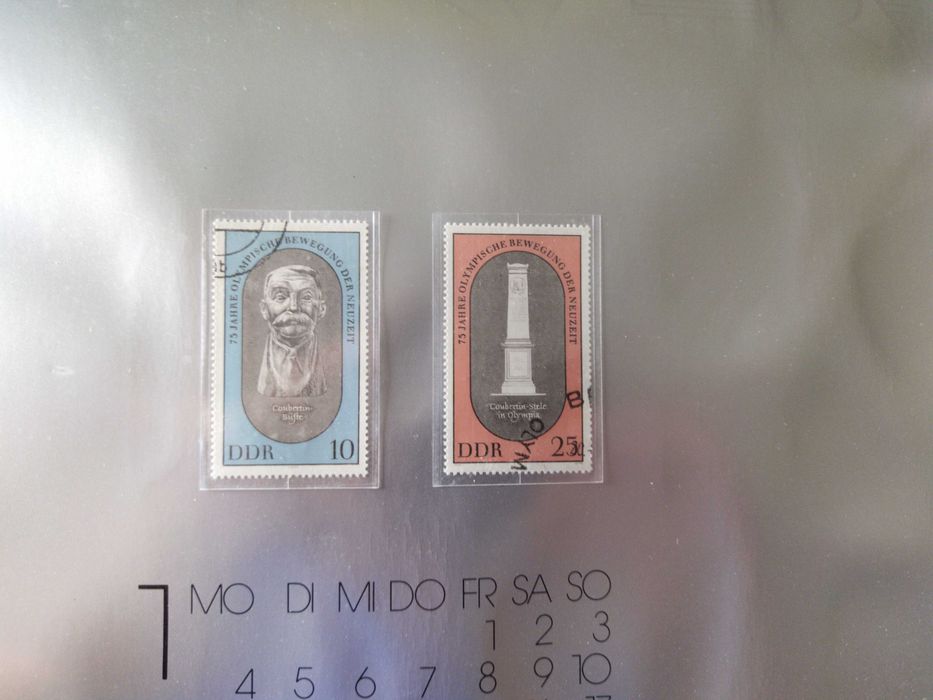 75 JAHRE OLYMPISCHE BEWEGUNG DER NEUZEIT
Coubertin-
Büste
DDR 10
75 JAHRE OLYMPISCHE BEWEGUNG DER NEUZEIT
Coubertin-Stele
in Olympia
DDR 25
OLYM
1
MO DI MI DO FR SA SO
1 2 3
4 5 6 7 8 9 10